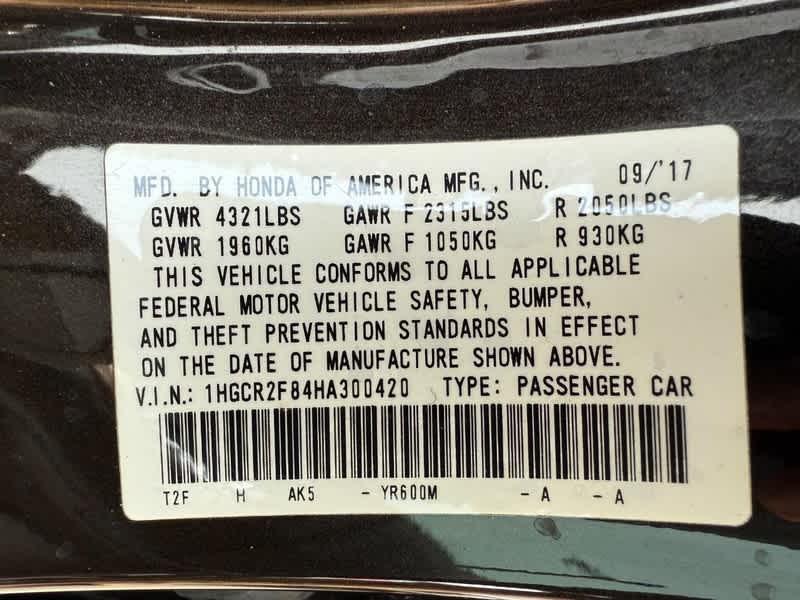 MFD. BY HONDA OF AMERICA MFG., INC. 09/'17
GVWR 4321LBS GAWR F 2315LBS R 2050LBS
GVWR 1960KG GAWR F 1050KG R 930KG
THIS VEHICLE CONFORMS TO ALL APPLICABLE
FEDERAL MOTOR VEHICLE SAFETY, BUMPER,
AND THEFT PREVENTION STANDARDS IN EFFECT
ON THE DATE OF MANUFACTURE SHOWN ABOVE.
V.I.N.: 1HGCR2F84HA300420 TYPE: PASSENGER CAR
T2F H AK5 - YR600M - A - A